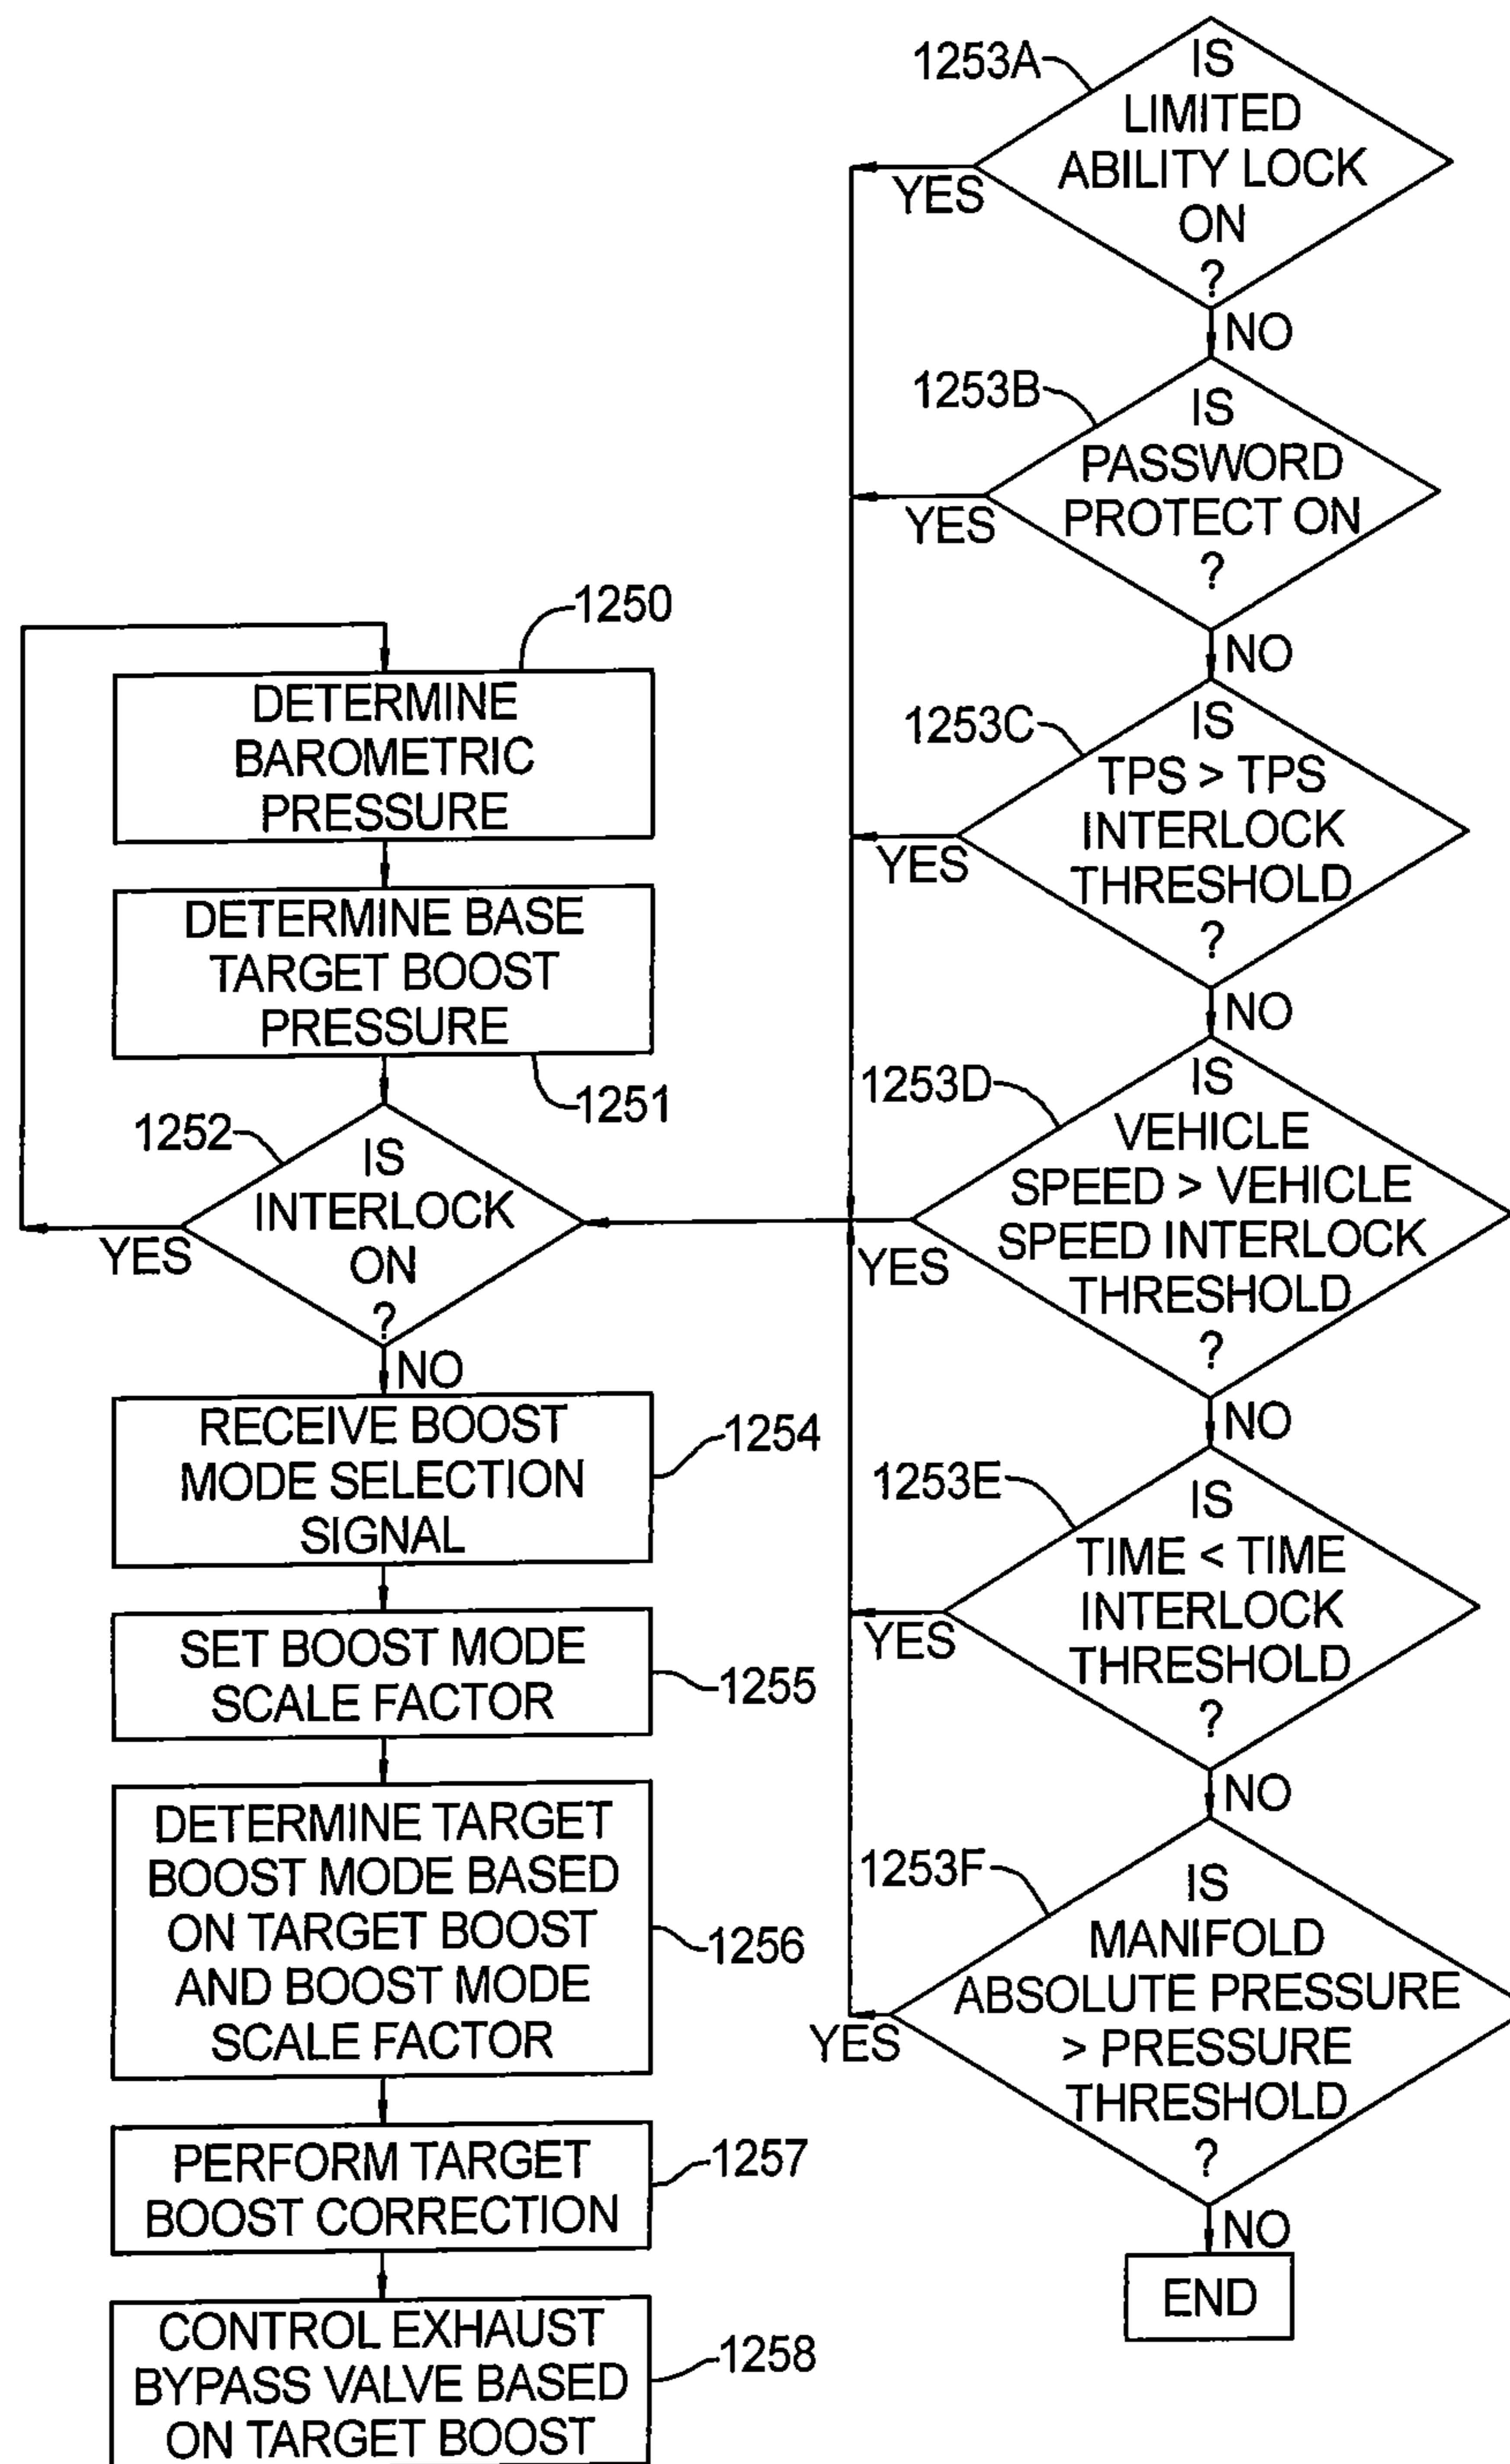 1250
DETERMINE
BAROMETRIC
PRESSURE
DETERMINE BASE
TARGET BOOST
PRESSURE
1251
1252
IS
INTERLOCK
ON
?
YES
NO
RECEIVE BOOST
MODE SELECTION
SIGNAL
1254
SET BOOST MODE
SCALE FACTOR
1255
DETERMINE TARGET
BOOST MODE BASED
ON TARGET BOOST
AND BOOST MODE
SCALE FACTOR
1256
PERFORM TARGET
BOOST CORRECTION
1257
CONTROL EXHAUST
BYPASS VALVE BASED
ON TARGET BOOST
1258
1253A
IS
LIMITED
ABILITY LOCK
ON
?
YES
NO
1253B
IS
PASSWORD
PROTECT ON
?
YES
NO
1253C
IS
TPS > TPS
INTERLOCK
THRESHOLD
?
YES
NO
1253D
IS
VEHICLE
SPEED > VEHICLE
SPEED INTERLOCK
THRESHOLD
?
YES
NO
1253E
IS
TIME < TIME
INTERLOCK
THRESHOLD
?
YES
NO
1253F
IS
MANIFOLD
ABSOLUTE PRESSURE
> PRESSURE
THRESHOLD
?
YES
NO
END